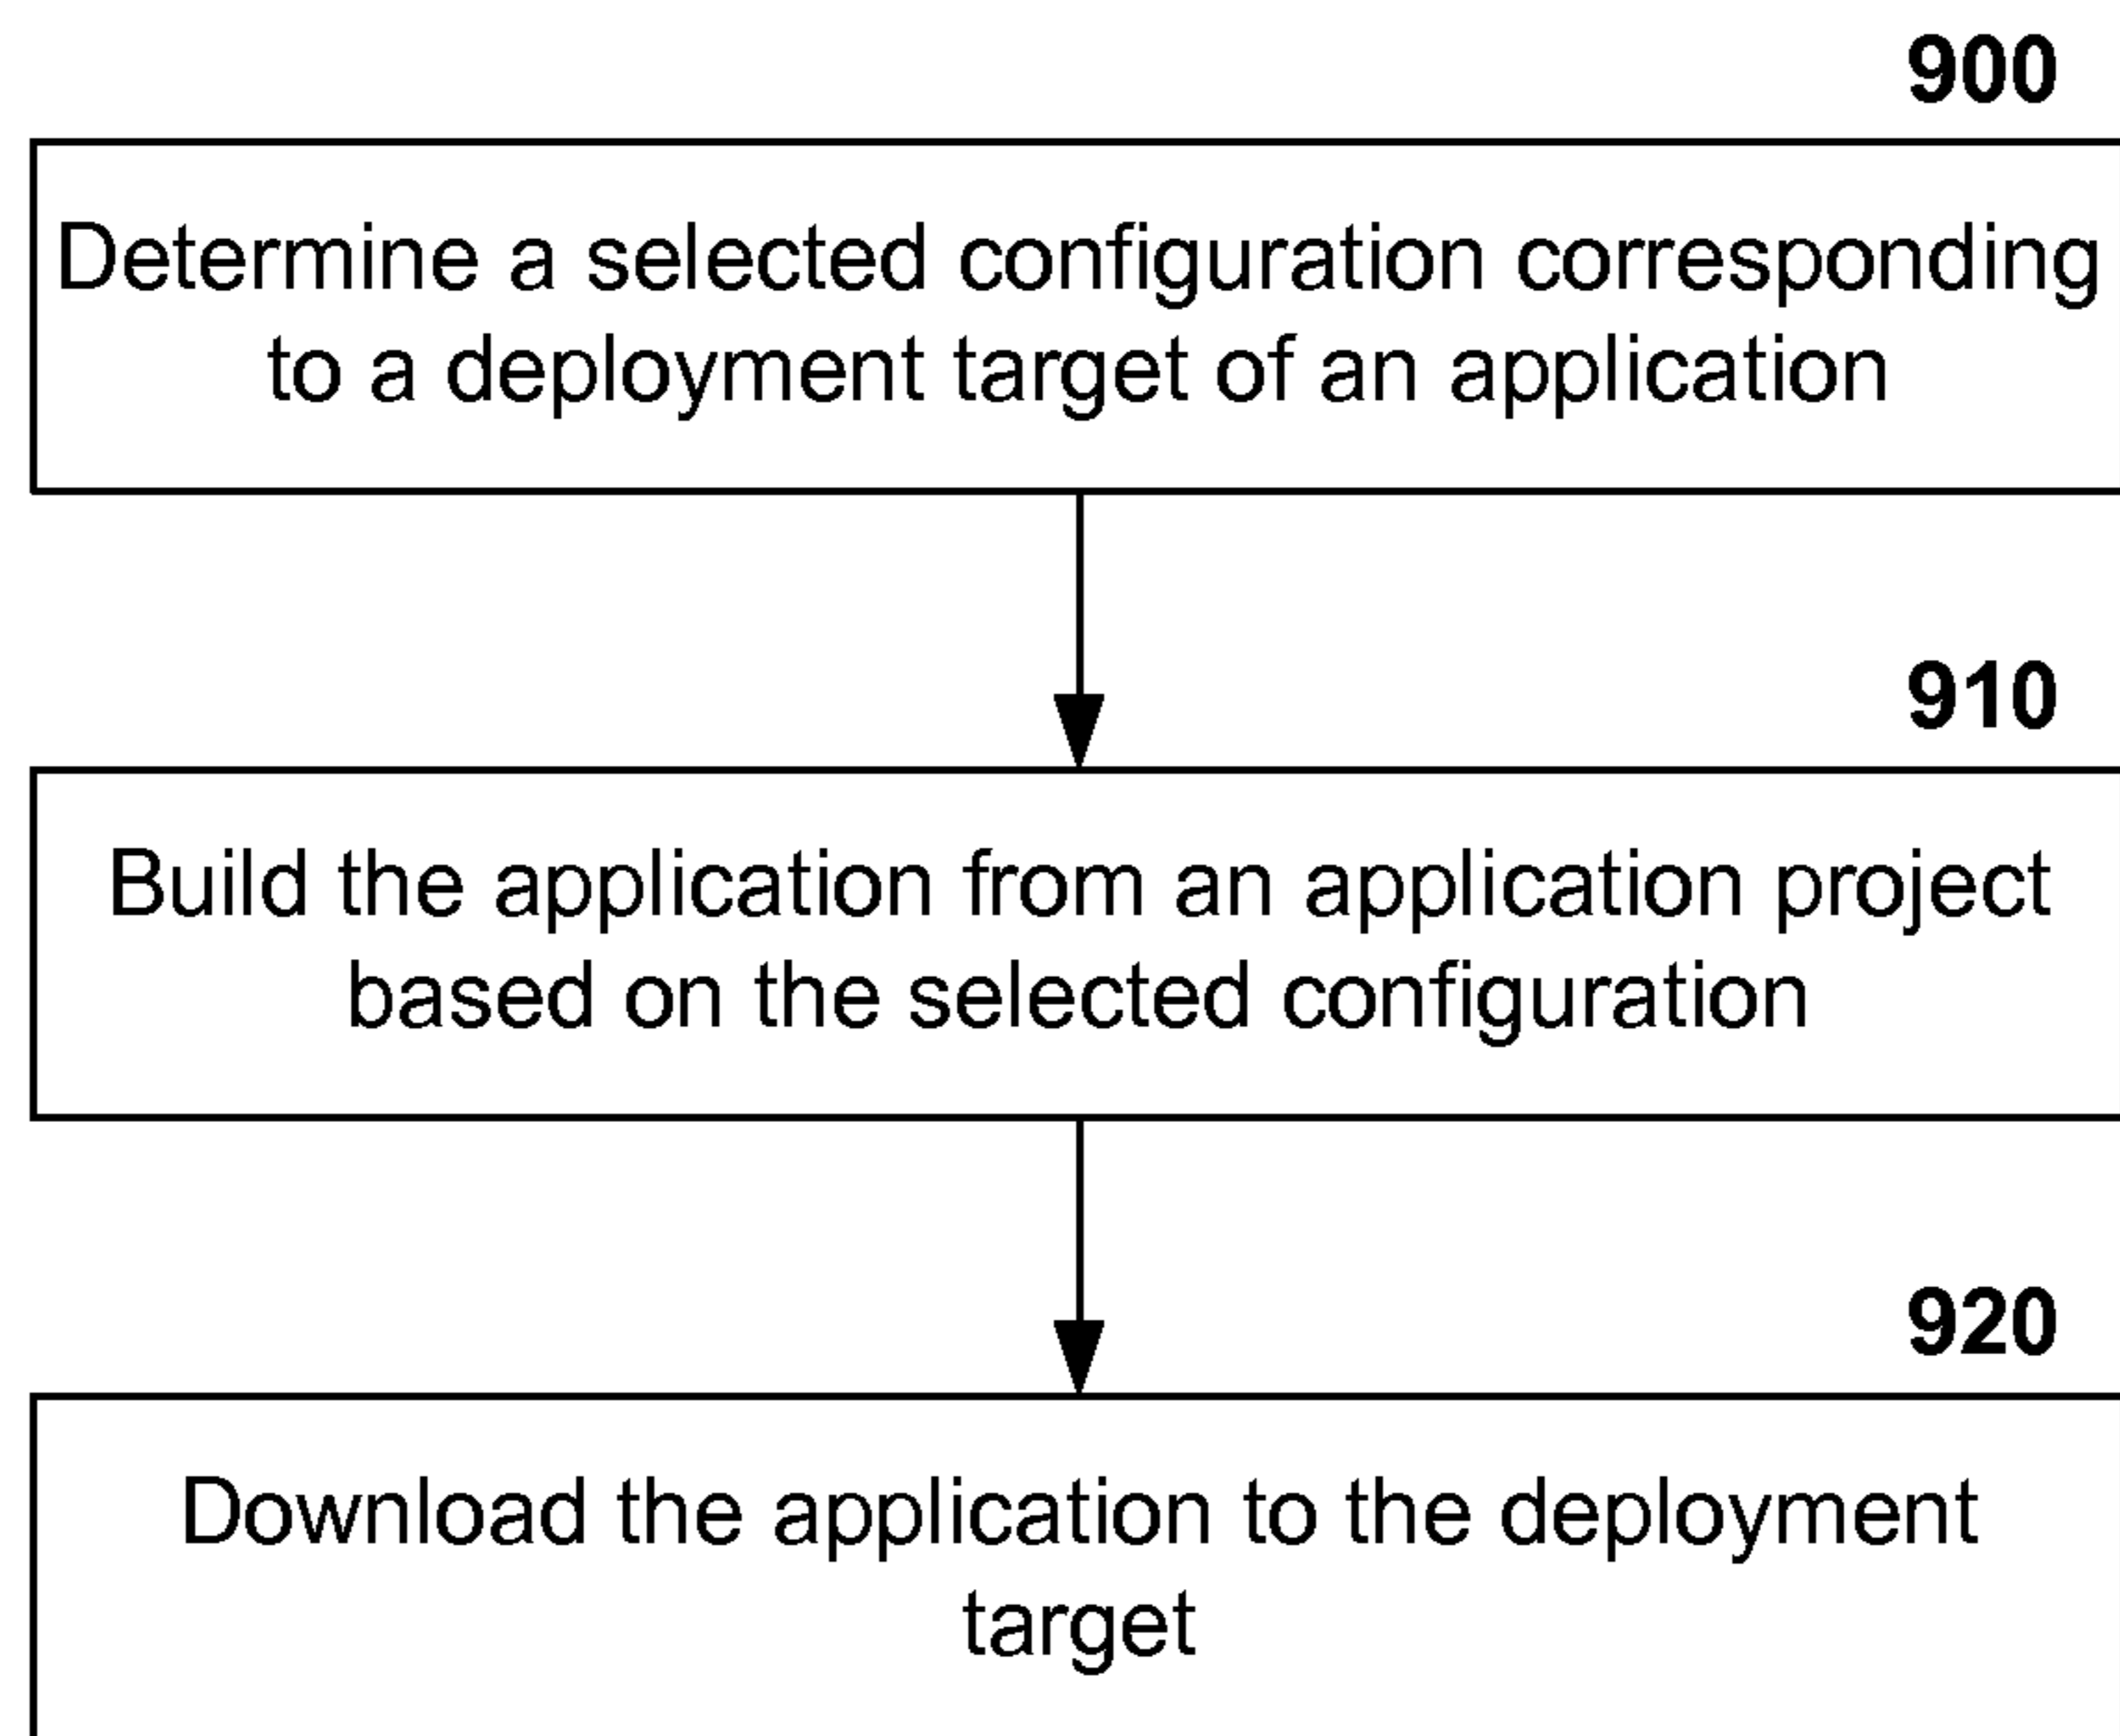 900
Determine a selected configuration corresponding
to a deployment target of an application
910
Build the application from an application project
based on the selected configuration
920
Download the application to the deployment
target